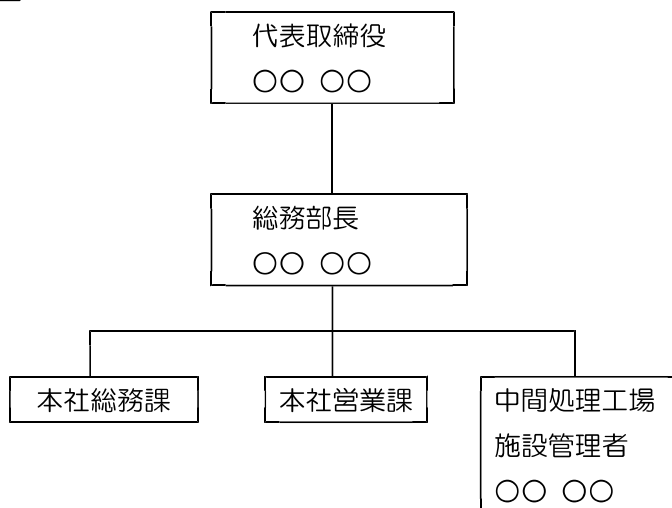 代表取締役
○○ ○○
総務部長
○○ ○○
本社総務課
本社営業課
中間処理工場
施設管理者
○○ ○○